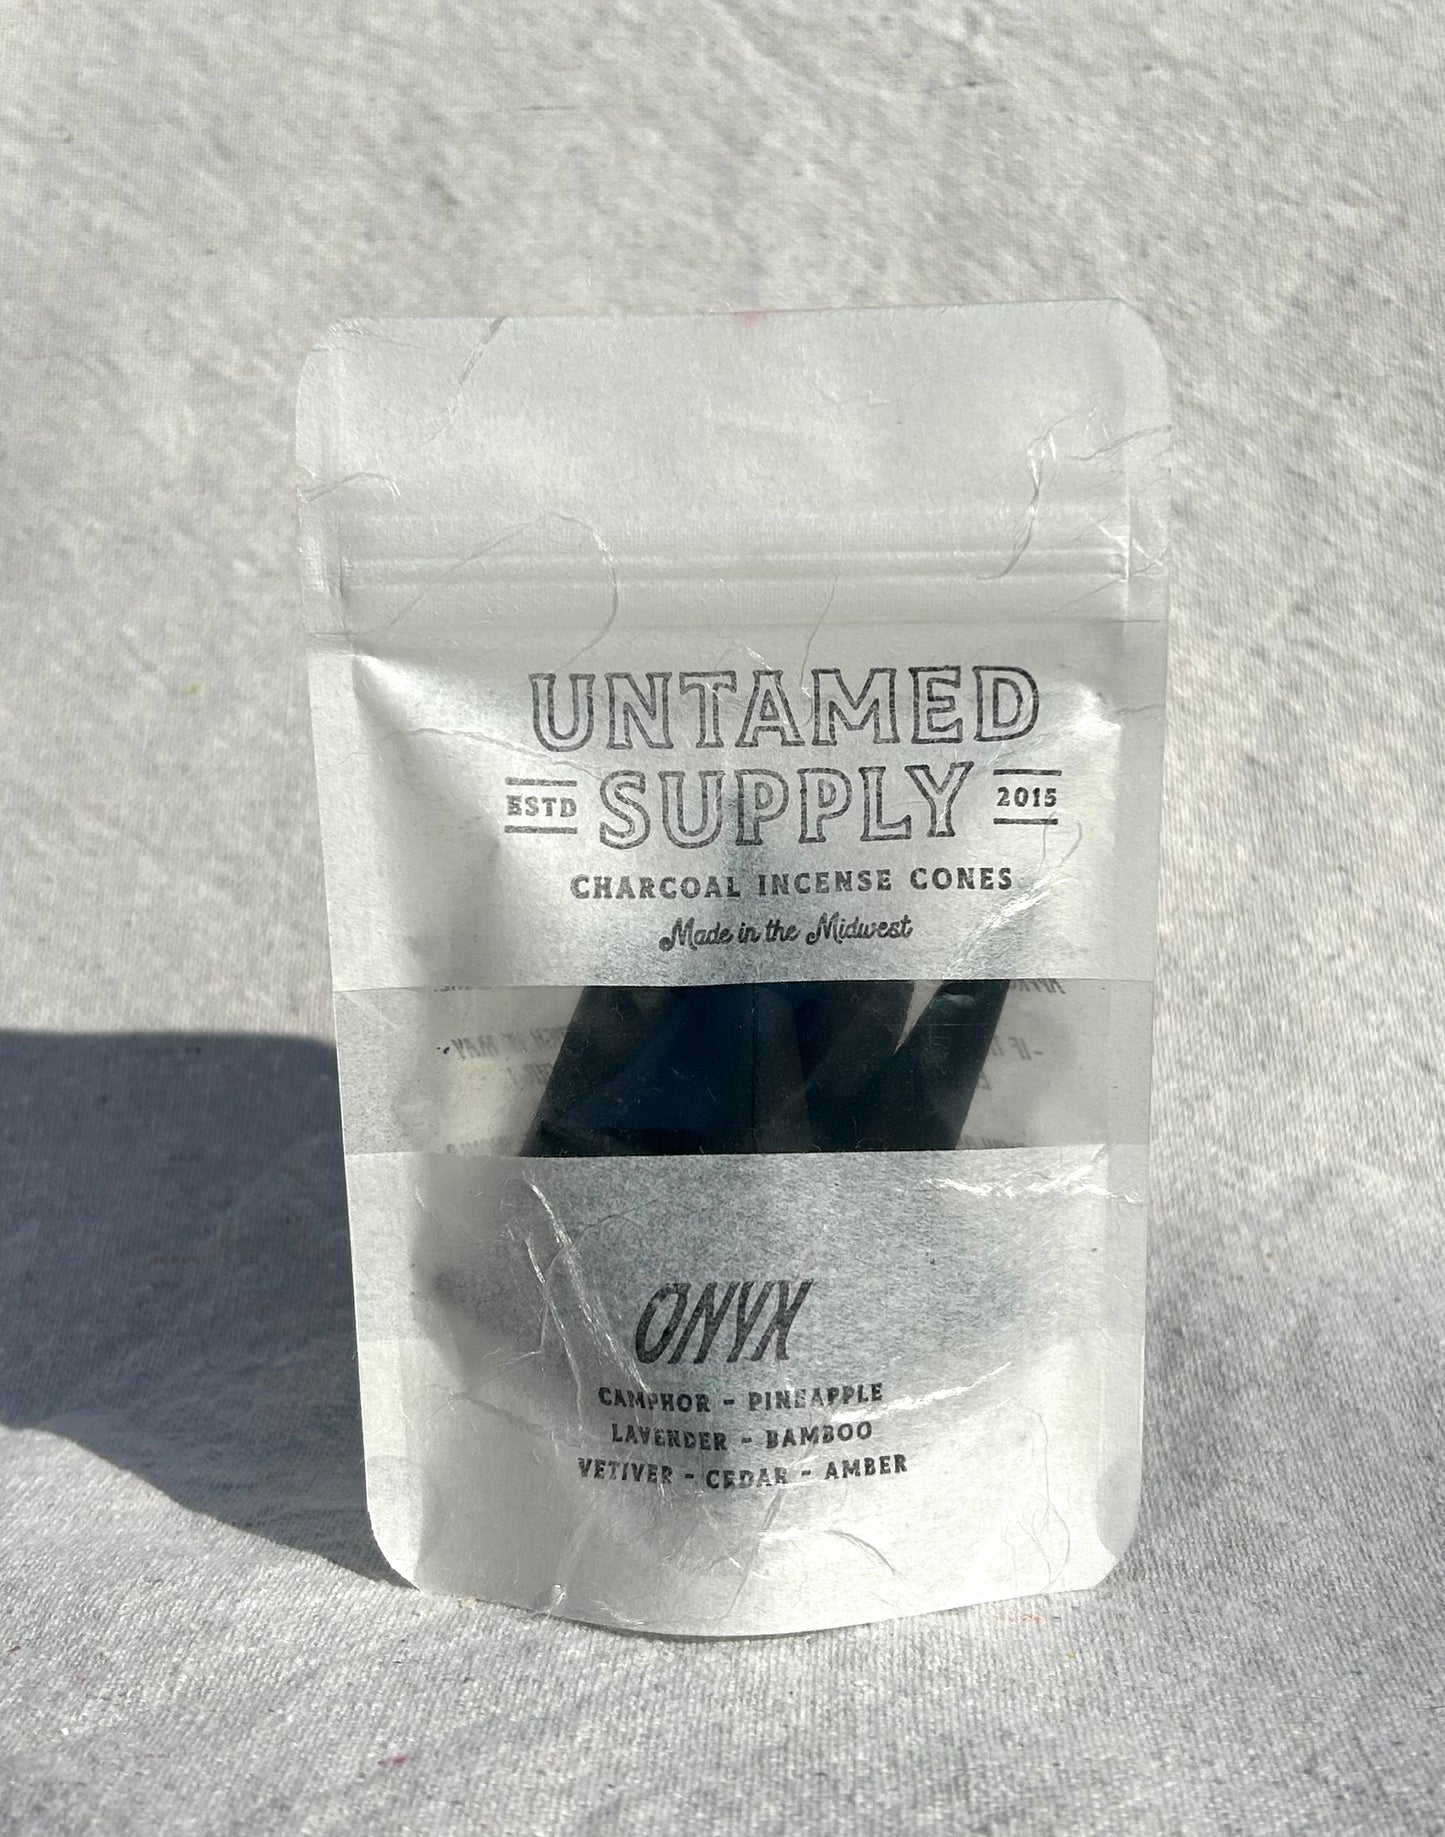 UNTAMED
ESTD SUPPLY 2015
CHARCOAL INCENSE CONES
Made in the Midwest
ONYX
CAMPHOR - PINEAPPLE
LAVENDER - BAMBOO
VETIVER - CEDAR - AMBER